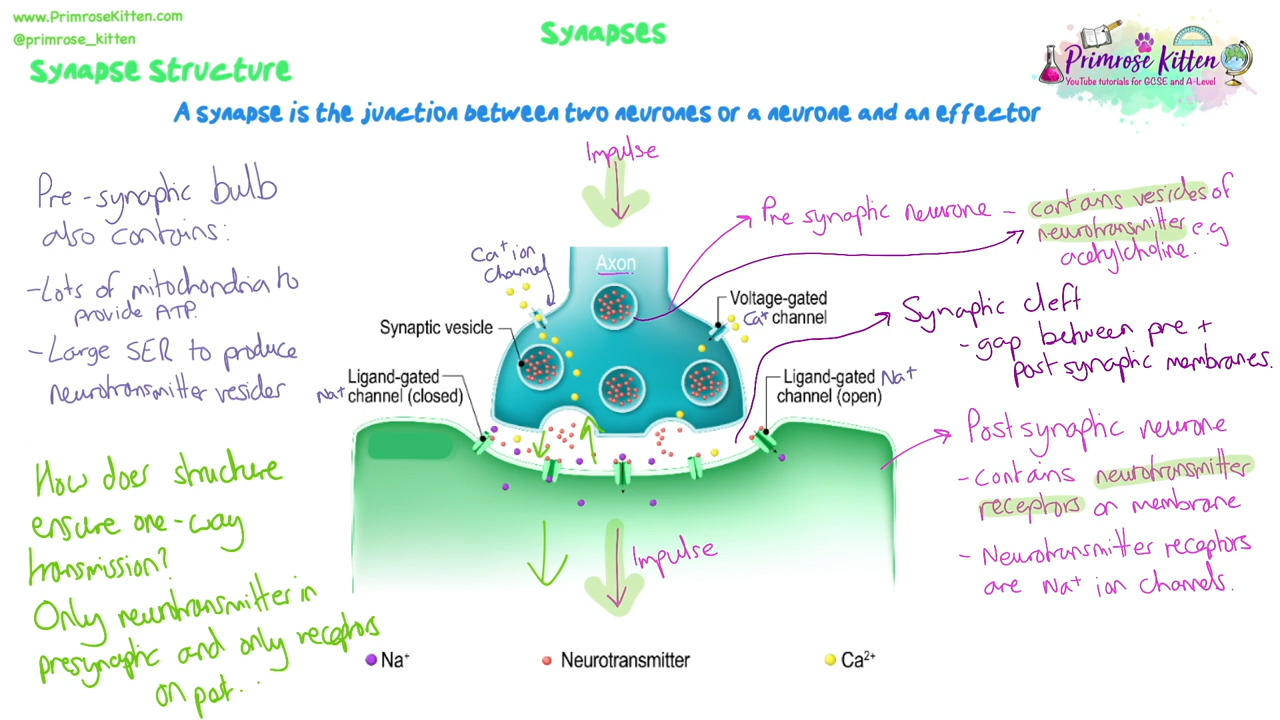 www.PrimroseKitten.com
@primrose_kitten
Synapses
Synapse Structure
Primrose Kitten
YouTube tutorials for GCSE and A-Level
A synapse is the junction between two neurones or a neurone and an effector
Impulse
Pre-synaptic bulb
also contains:
-Lots of mitochondria to
provide ATP.
-Large SER to produce
neurotransmitter vesicles
How does structure
ensure one-way
transmission?
Only neurotransmitter in
presynaptic and only receptors
on post..
Ca⁺ ion
Channel
Axon
Synaptic vesicle
Na⁺
Ligand-gated
channel (closed)
Voltage-gated
Ca⁺ channel
Ligand-gated Na⁺
channel (open)
Pre synaptic neurone - contains vesicles of
neurotransmitter e.g
acetylcholine.
Synaptic cleft
- gap between pre +
post synaptic membranes.
Post synaptic neurone
- contains neurotransmitter
receptors on membrane
- Neurotransmitter receptors
are Na⁺ ion channels.
Impulse
Na⁺
Neurotransmitter
Ca²⁺